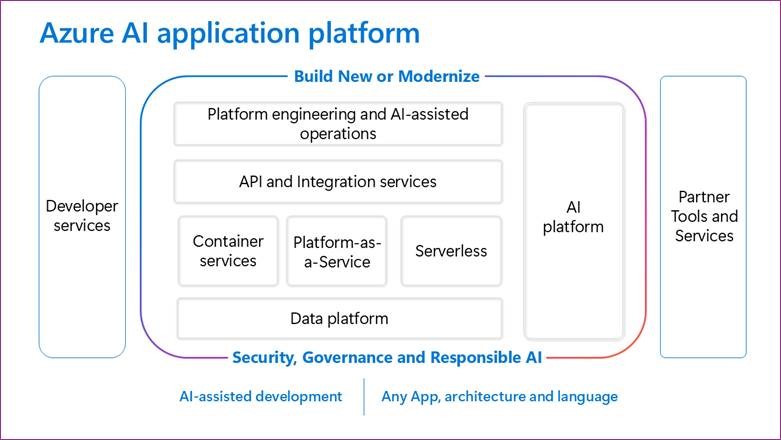 Azure AI application platform
Build New or Modernize
Developer
services
Platform engineering and AI-assisted
operations
API and Integration services
Container
services
Platform-as-
a-Service
Serverless
Data platform
AI
platform
Partner
Tools and
Services
Security, Governance and Responsible AI
AI-assisted development
Any App, architecture and language